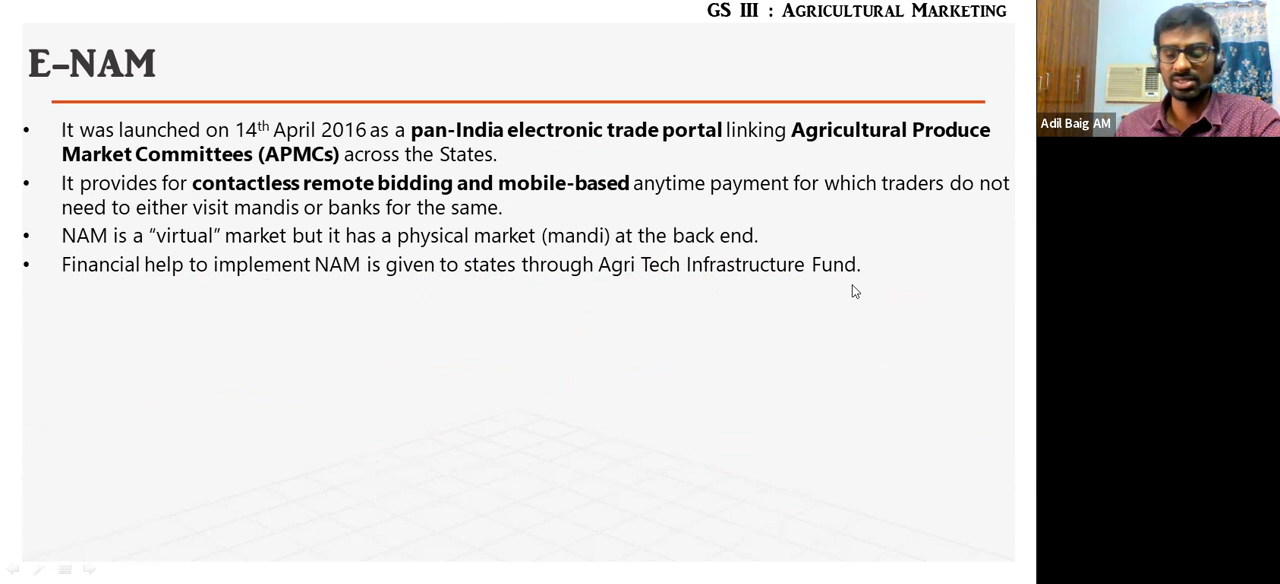 GS III : Agricultural Marketing
E-NAM
• It was launched on 14th April 2016 as a pan-India electronic trade portal linking Agricultural Produce
Market Committees (APMCs) across the States.
• It provides for contactless remote bidding and mobile-based anytime payment for which traders do not
need to either visit mandis or banks for the same.
• NAM is a “virtual” market but it has a physical market (mandi) at the back end.
• Financial help to implement NAM is given to states through Agri Tech Infrastructure Fund.
Adil Baig AM